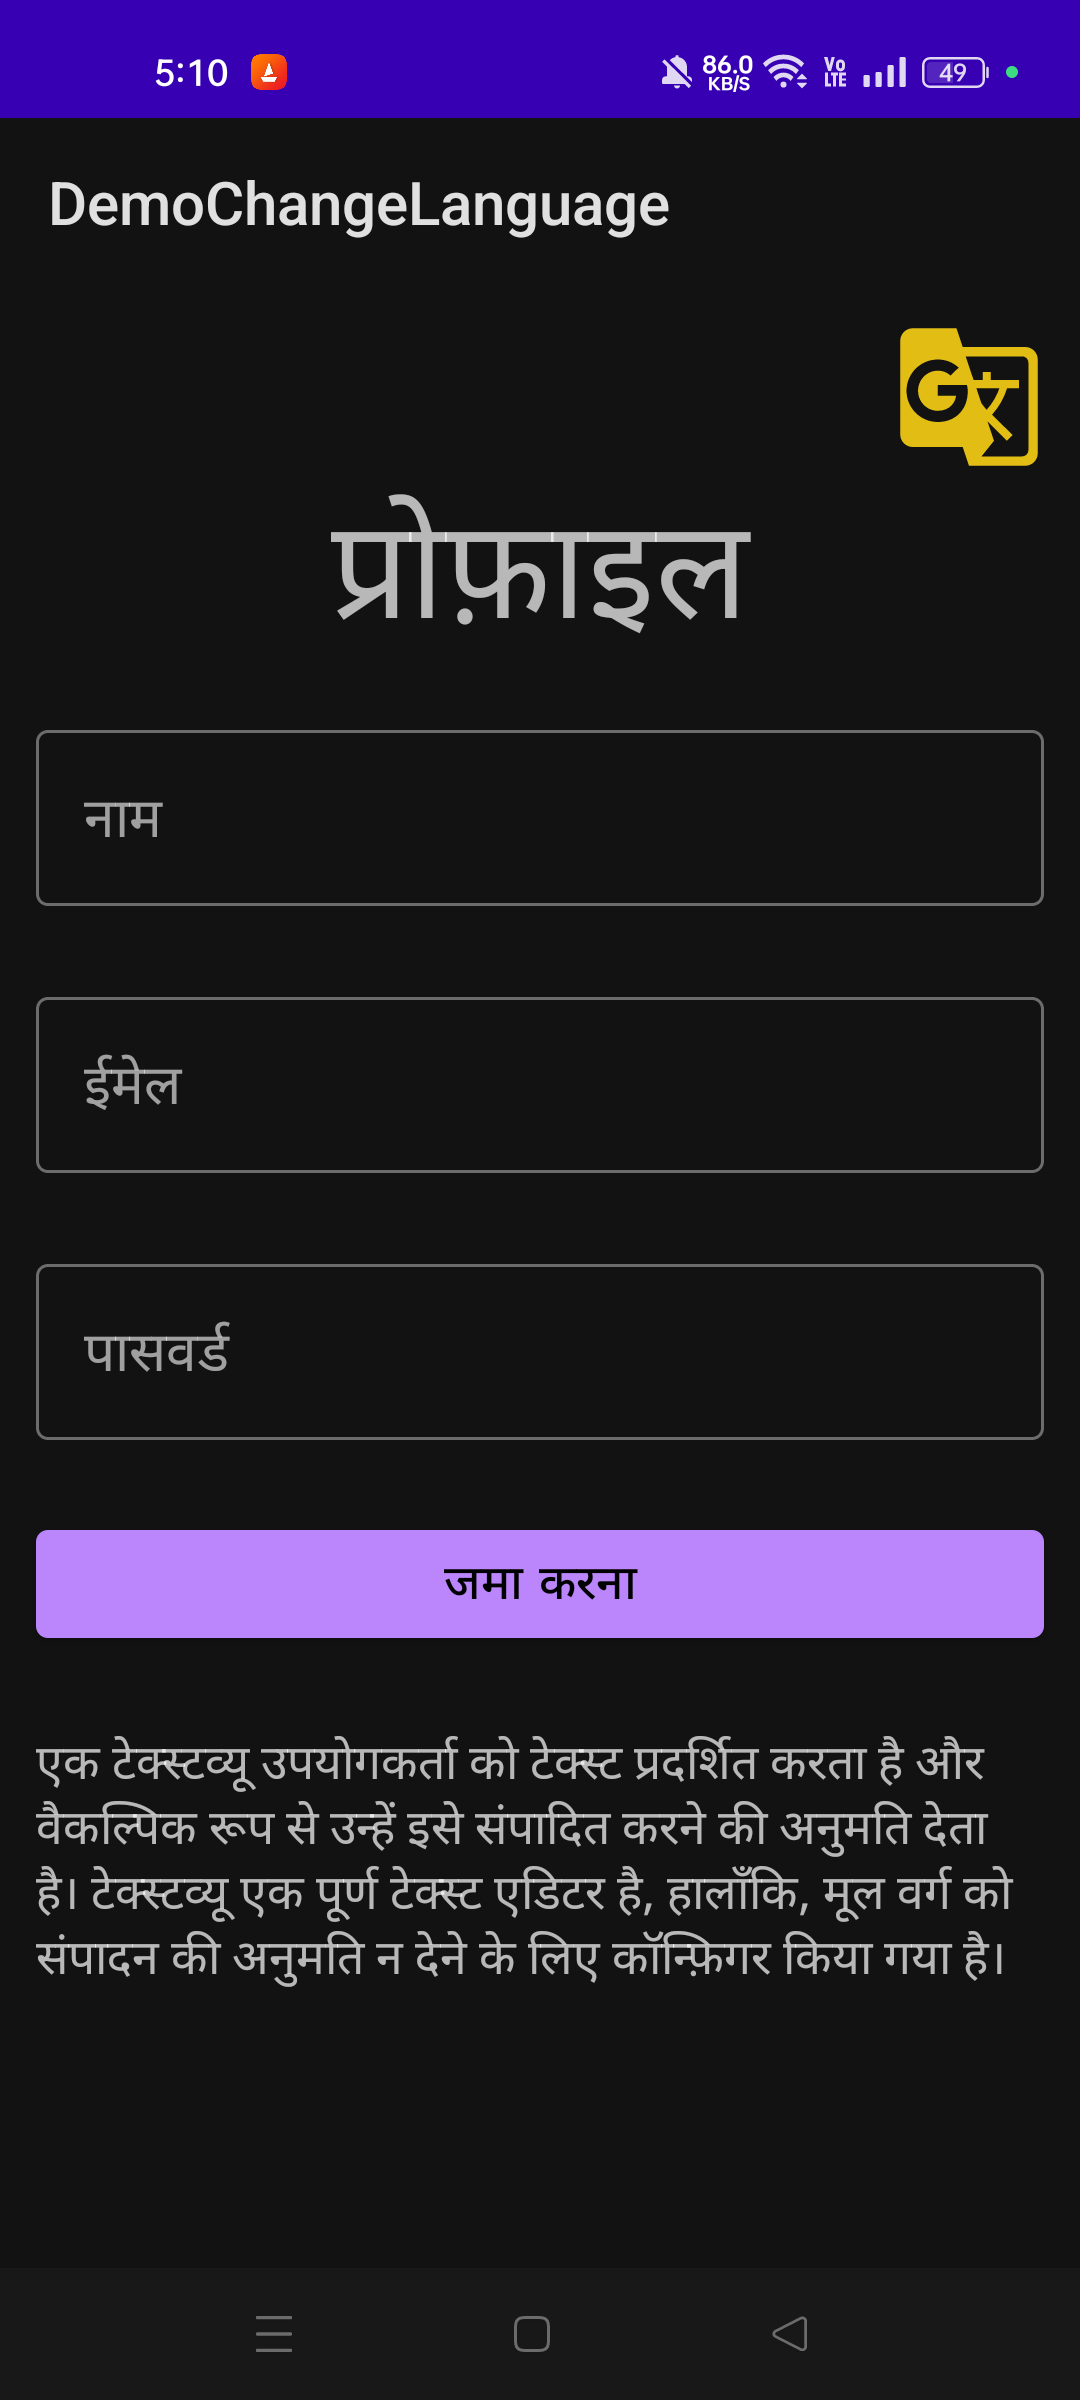 5:10 86.0 KB/S Vo LTE 49
DemoChangeLanguage
G 文
प्रोफ़ाइल
नाम
ईमेल
पासवर्ड
जमा करना
एक टेक्स्टव्यू उपयोगकर्ता को टेक्स्ट प्रदर्शित करता है और
वैकल्पिक रूप से उन्हें इसे संपादित करने की अनुमति देता
है। टेक्स्टव्यू एक पूर्ण टेक्स्ट एडिटर है, हालाँकि, मूल वर्ग को
संपादन की अनुमति न देने के लिए कॉन्फ़िगर किया गया है।